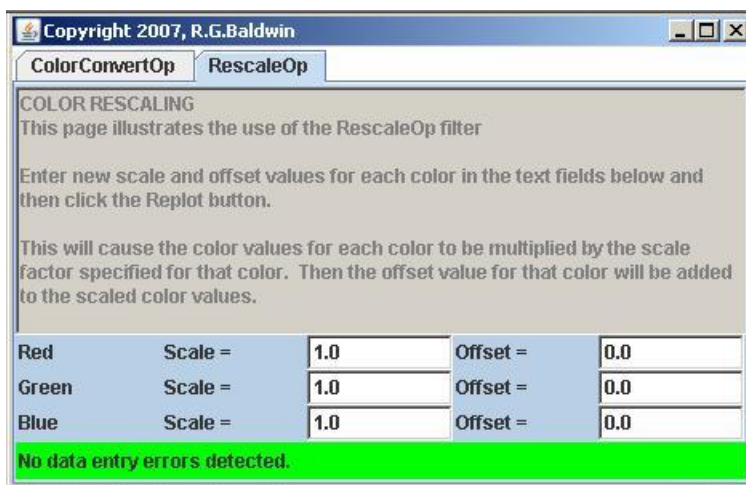 Copyright 2007, R.G.Baldwin
ColorConvertOp RescaleOp
COLOR RESCALING
This page illustrates the use of the RescaleOp filter
Enter new scale and offset values for each color in the text fields below and
then click the Replot button.
This will cause the color values for each color to be multiplied by the scale
factor specified for that color.  Then the offset value for that color will be added
to the scaled color values.
Red Scale = 1.0 Offset = 0.0
Green Scale = 1.0 Offset = 0.0
Blue Scale = 1.0 Offset = 0.0
No data entry errors detected.